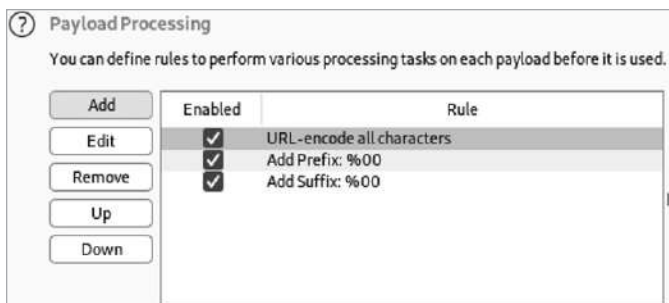 ? Payload Processing
You can define rules to perform various processing tasks on each payload before it is used.
Add
Edit
Remove
Up
Down
Enabled Rule
URL-encode all characters
Add Prefix: %00
Add Suffix: %00